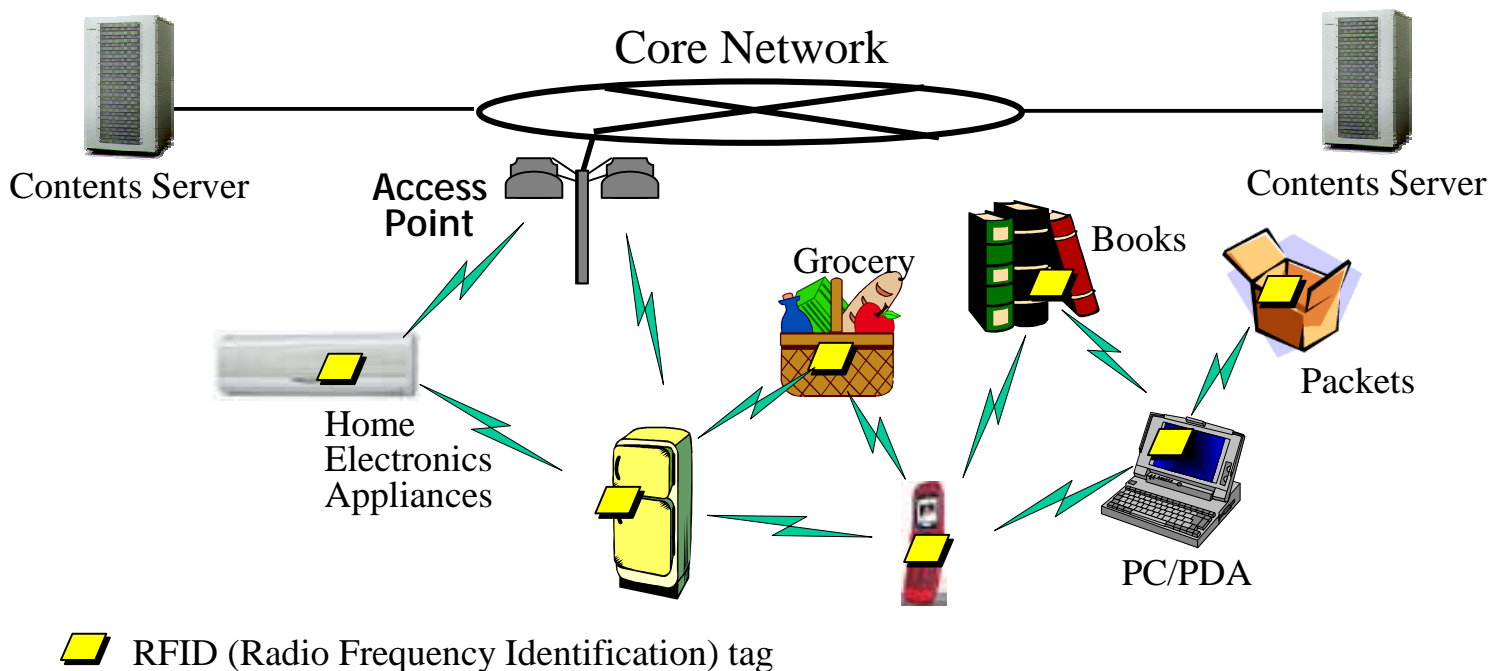 Core Network
Contents Server
Contents Server
Access
Point
Books
Grocery
Packets
Home
Electronics
Appliances
PC/PDA
RFID (Radio Frequency Identification) tag